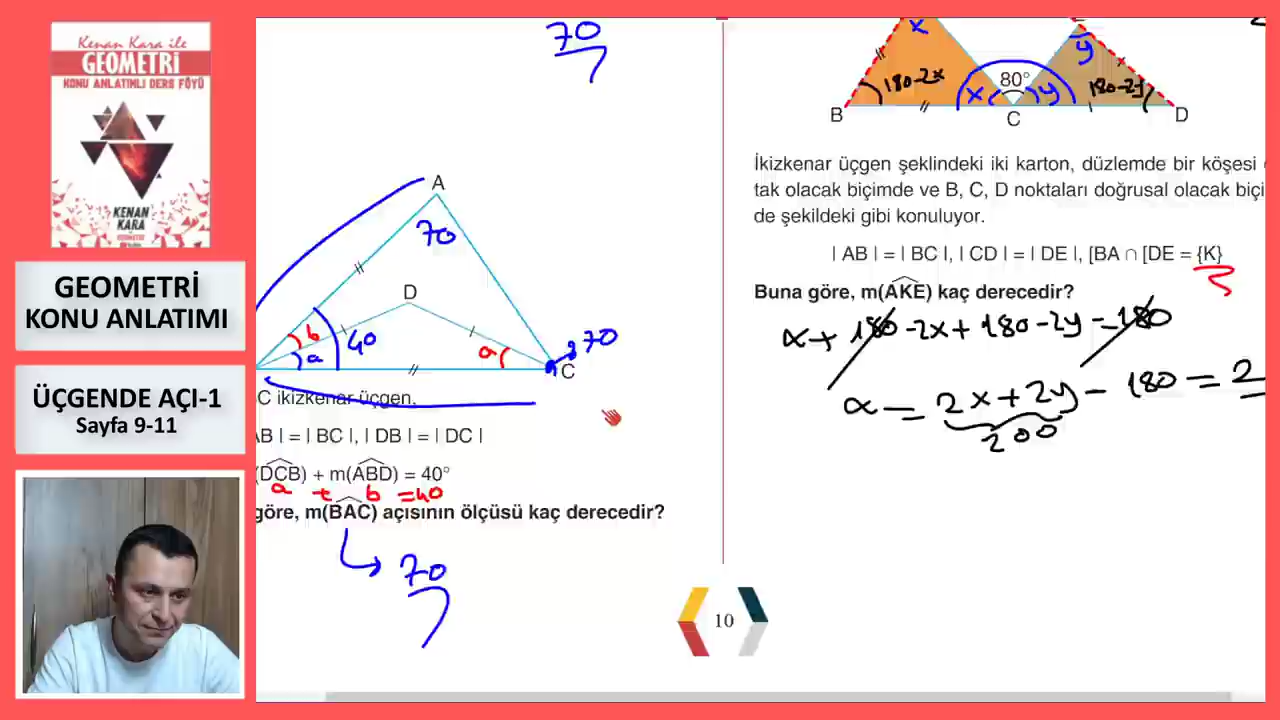 Kenan Kara ile
GEOMETRİ
KONU ANLATIMLI DERS FÖYÜ
KENAN
KARA
GEOMETRİ
KONU ANLATIMI
ÜÇGENDE AÇI-1
Sayfa 9-11
70
A
70
D
b
a
40
a
70
C
C ikizkenar üçgen.
AB | = | BC |, | DB | = | DC |
(DCB) + m(ABD) = 40°
a + b =40
göre, m(BAC) açısının ölçüsü kaç derecedir?
70
x
y
80°
180-2x
x
y
180-2y
B
C
D
İkizkenar üçgen şeklindeki iki karton, düzlemde bir köşesi
tak olacak biçimde ve B, C, D noktaları doğrusal olacak biçi
de şekildeki gibi konuluyor.
| AB | = | BC |, | CD | = | DE |, [BA ∩ [DE = {K}
Buna göre, m(AKE) kaç derecedir?
α+ 180-2x+180-2y=180
α = 2x+2y - 180 = 2
200
10